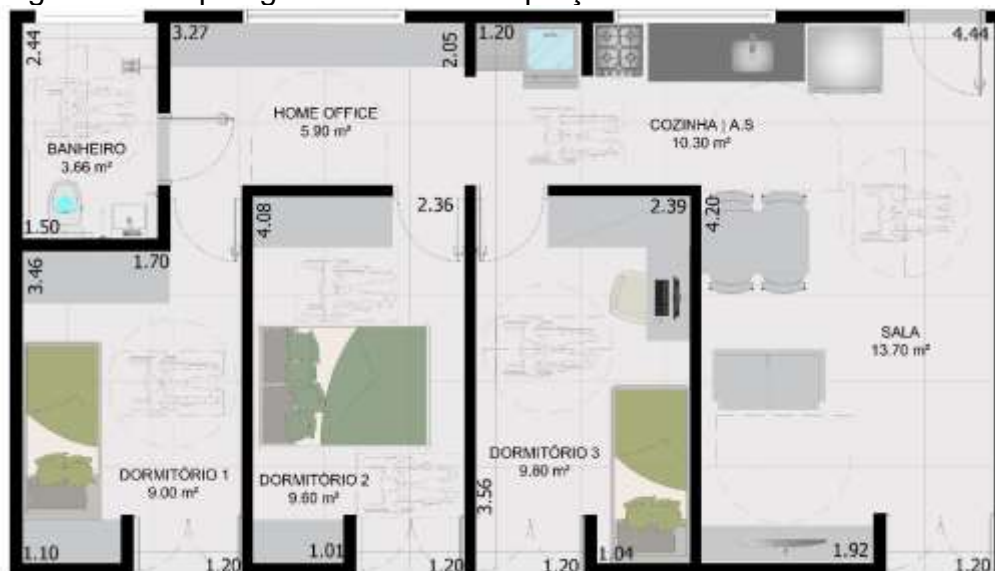 2.44
3.27
2.05
1.20
4.44
HOME OFFICE
5.90 m²
COZINHA | A.S
10.30 m²
BANHEIRO
3.66 m²
1.50
4.08
2.36
2.39
4.20
3.46
1.70
SALA
13.70 m²
DORMITÓRIO 1
9.00 m²
DORMITÓRIO 2
9.60 m²
DORMITÓRIO 3
9.60 m²
3.56
1.10
1.20
1.01
1.20
1.20
1.04
1.92
1.20